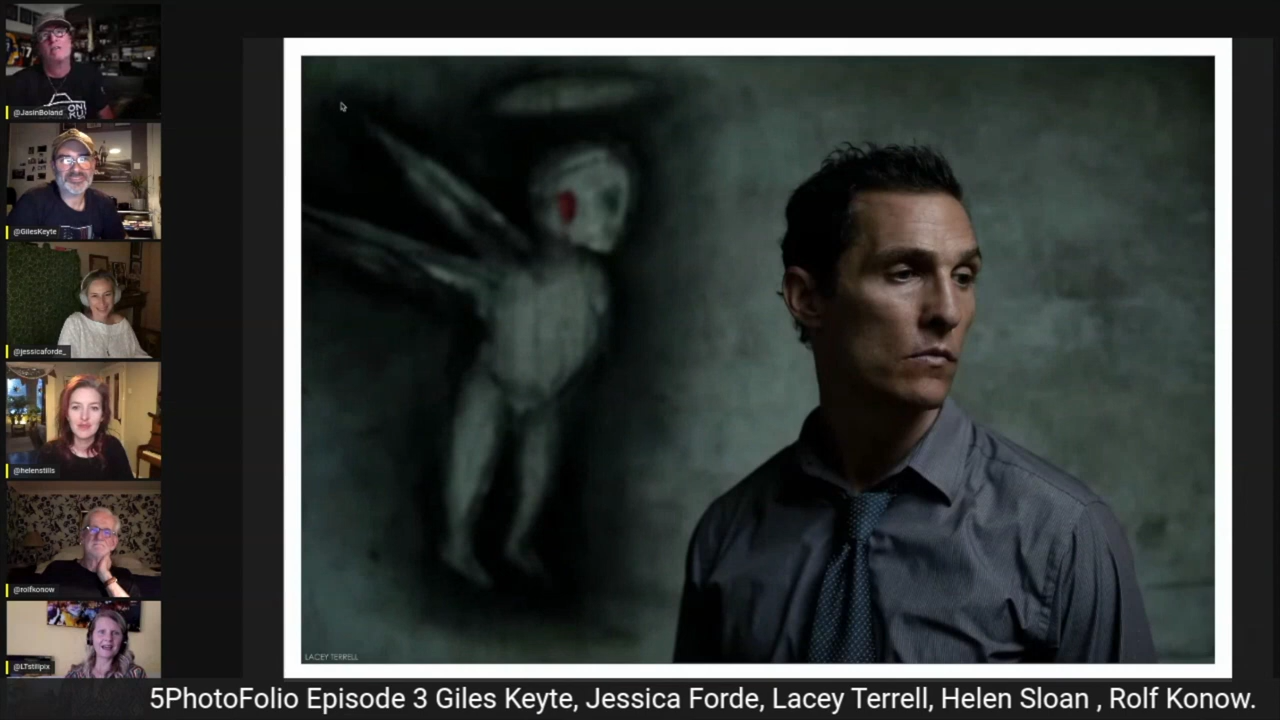 @JasinBoland
ON
@GilesKeyte
@jessicaforde_
@helenstills
@rolfkonow
@LTstillpix
LACEY TERRELL
5PhotoFolio Episode 3 Giles Keyte, Jessica Forde, Lacey Terrell, Helen Sloan , Rolf Konow.